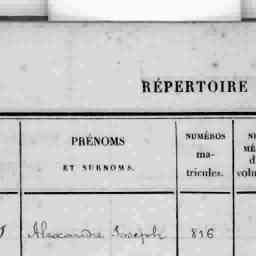 RÉPERTOIRE
PRÉNOMS
ET SURNOMS.
NUMÉROS
ma-
tricules.
Alexandre Joseph
816